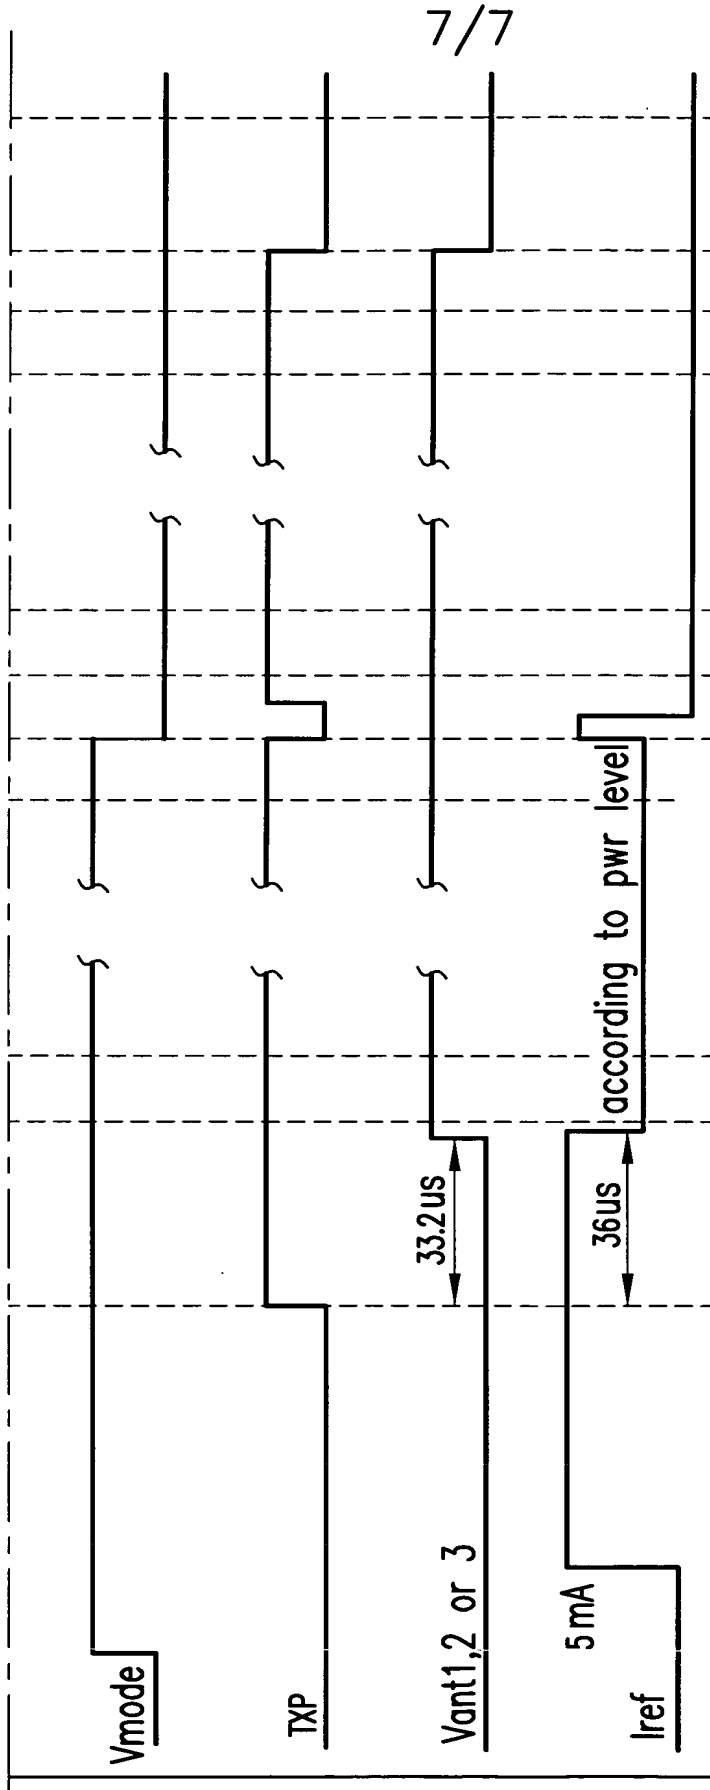 7/7
Vmode
TXP
Vant1,2 or 3
33.2us
5mA
36us
according to pwr level
Iref